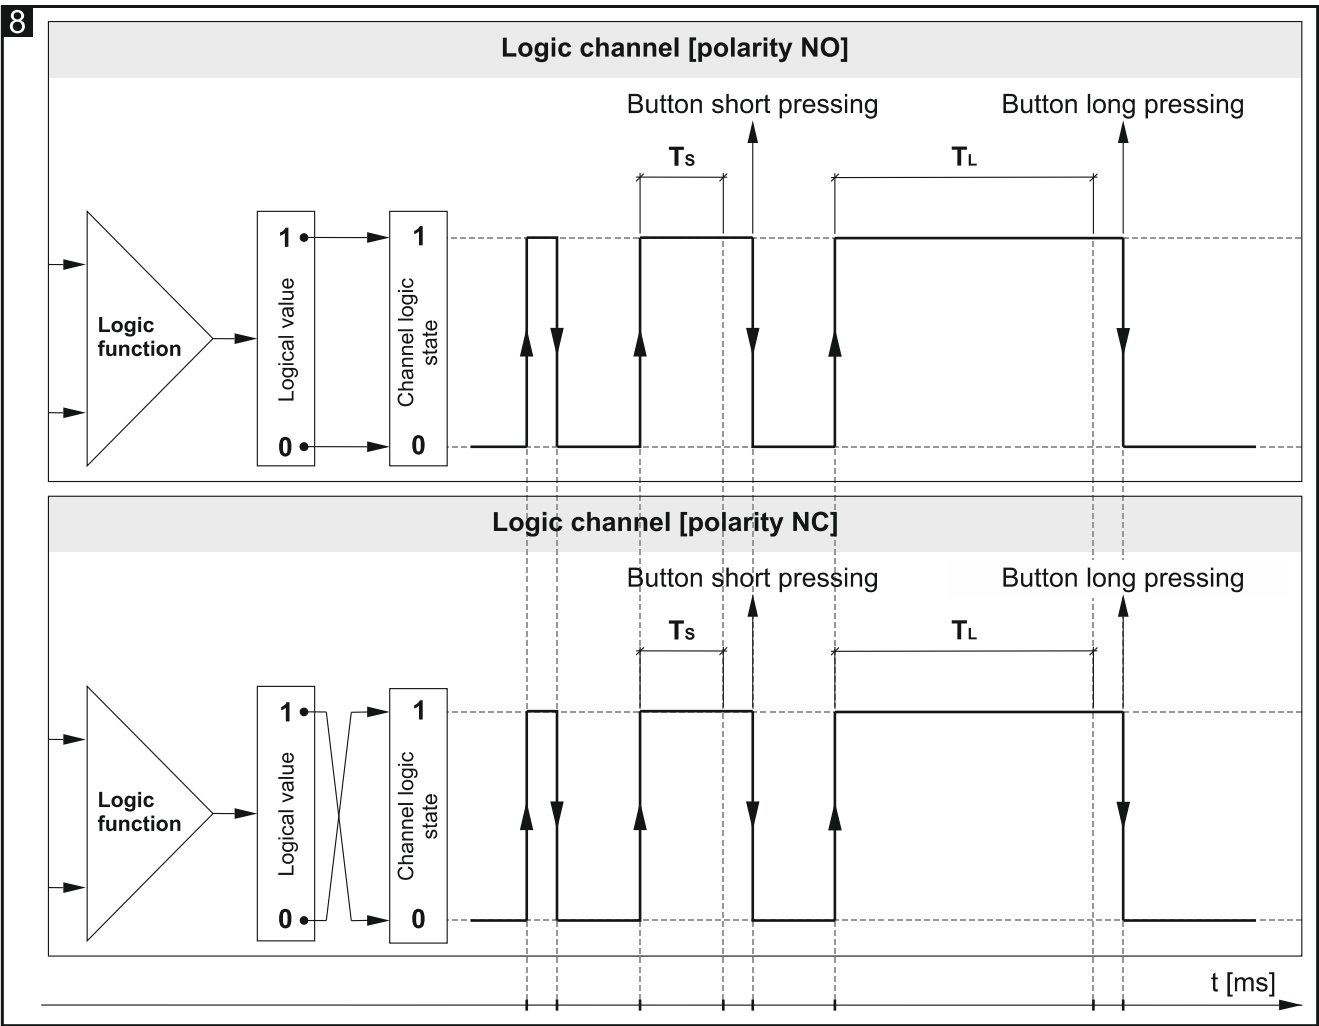 8
Logic channel [polarity NO]
Button short pressing
Button long pressing
TS
TL
Logic
function
1
Logical value
0
1
Channel logic
state
0
Logic channel [polarity NC]
Button short pressing
Button long pressing
TS
TL
Logic
function
1
Logical value
0
1
Channel logic
state
0
t [ms]